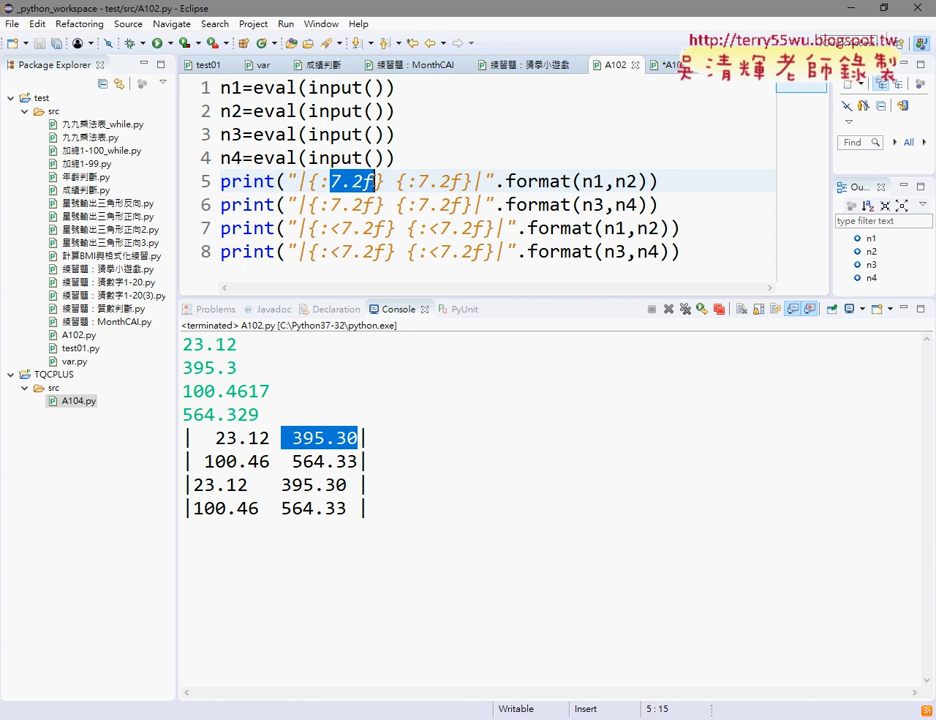 _python_workspace - test/src/A102.py - Eclipse
File Edit Refactoring Source Navigate Search Project Run Window Help
http://terry55wu.blogspot.tw
吳清輝老師錄製
Package Explorer
test01 var 成績判斷 練習題：MonthCAI 練習題：猜拳小遊戲 A102
test
src
九九乘法表_while.py
九九乘法表.py
加總1-100_while.py
加總1-99.py
年齡判斷.py
成績判斷.py
星號輸出三角形反向.py
星號輸出三角形正向.py
星號輸出三角形正向2.py
星號輸出三角形正向3.py
計算BMI與格式化練習.py
練習題：猜拳小遊戲.py
練習題：猜數字1-20.py
練習題：猜數字1-20(3).py
練習題：質數判斷.py
練習題：MonthCAI.py
A102.py
test01.py
var.py
TQCPLUS
src
A104.py
1 n1=eval(input())
2 n2=eval(input())
3 n3=eval(input())
4 n4=eval(input())
5 print("|{:7.2f} {:7.2f}|".format(n1,n2))
6 print("|{:7.2f} {:7.2f}|".format(n3,n4))
7 print("|{:<7.2f} {:<7.2f}|".format(n1,n2))
8 print("|{:<7.2f} {:<7.2f}|".format(n3,n4))
Find All
Ou...
type filter text
n1
n2
n3
n4
Problems Javadoc Declaration Console PyUnit
<terminated> A102.py [C:\Python37-32\python.exe]
23.12
395.3
100.4617
564.329
|  23.12  395.30|
| 100.46  564.33|
|23.12   395.30 |
|100.46  564.33 |
Writable Insert 5 : 15